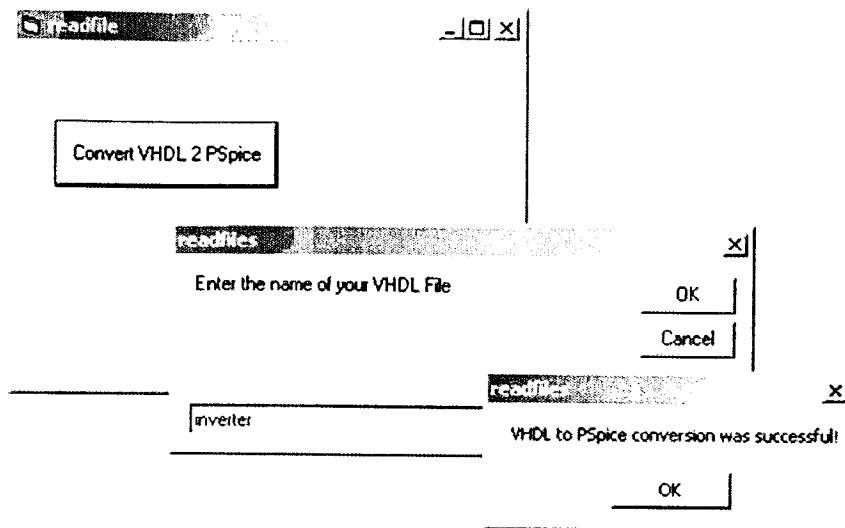 readfile
Convert VHDL 2 PSpice
readfiles
Enter the name of your VHDL File
OK
Cancel
inverter
readfiles
VHDL to PSpice conversion was successful!
OK